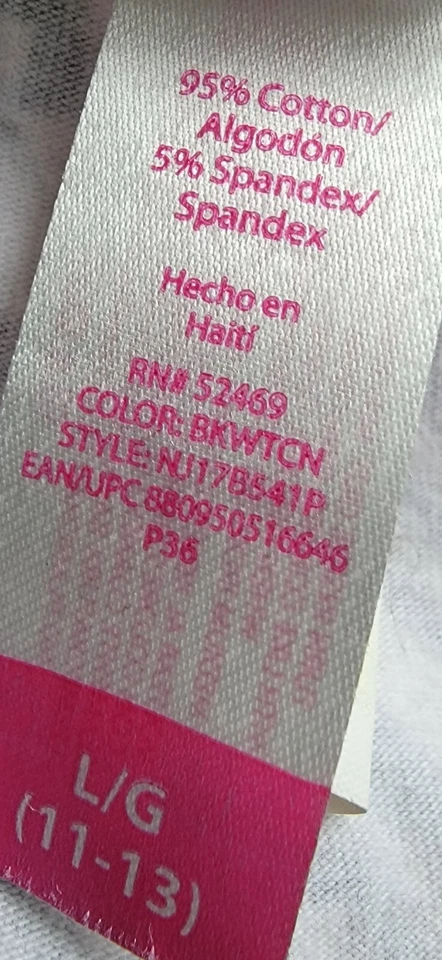 95% Cotton/
Algodón
5% Spandex/
Spandex
Hecho en
Haití
RN# 52469
COLOR: BKWTCN
STYLE: NJ17B541P
EAN/UPC 880950516646
P36
L/G
(11-13)